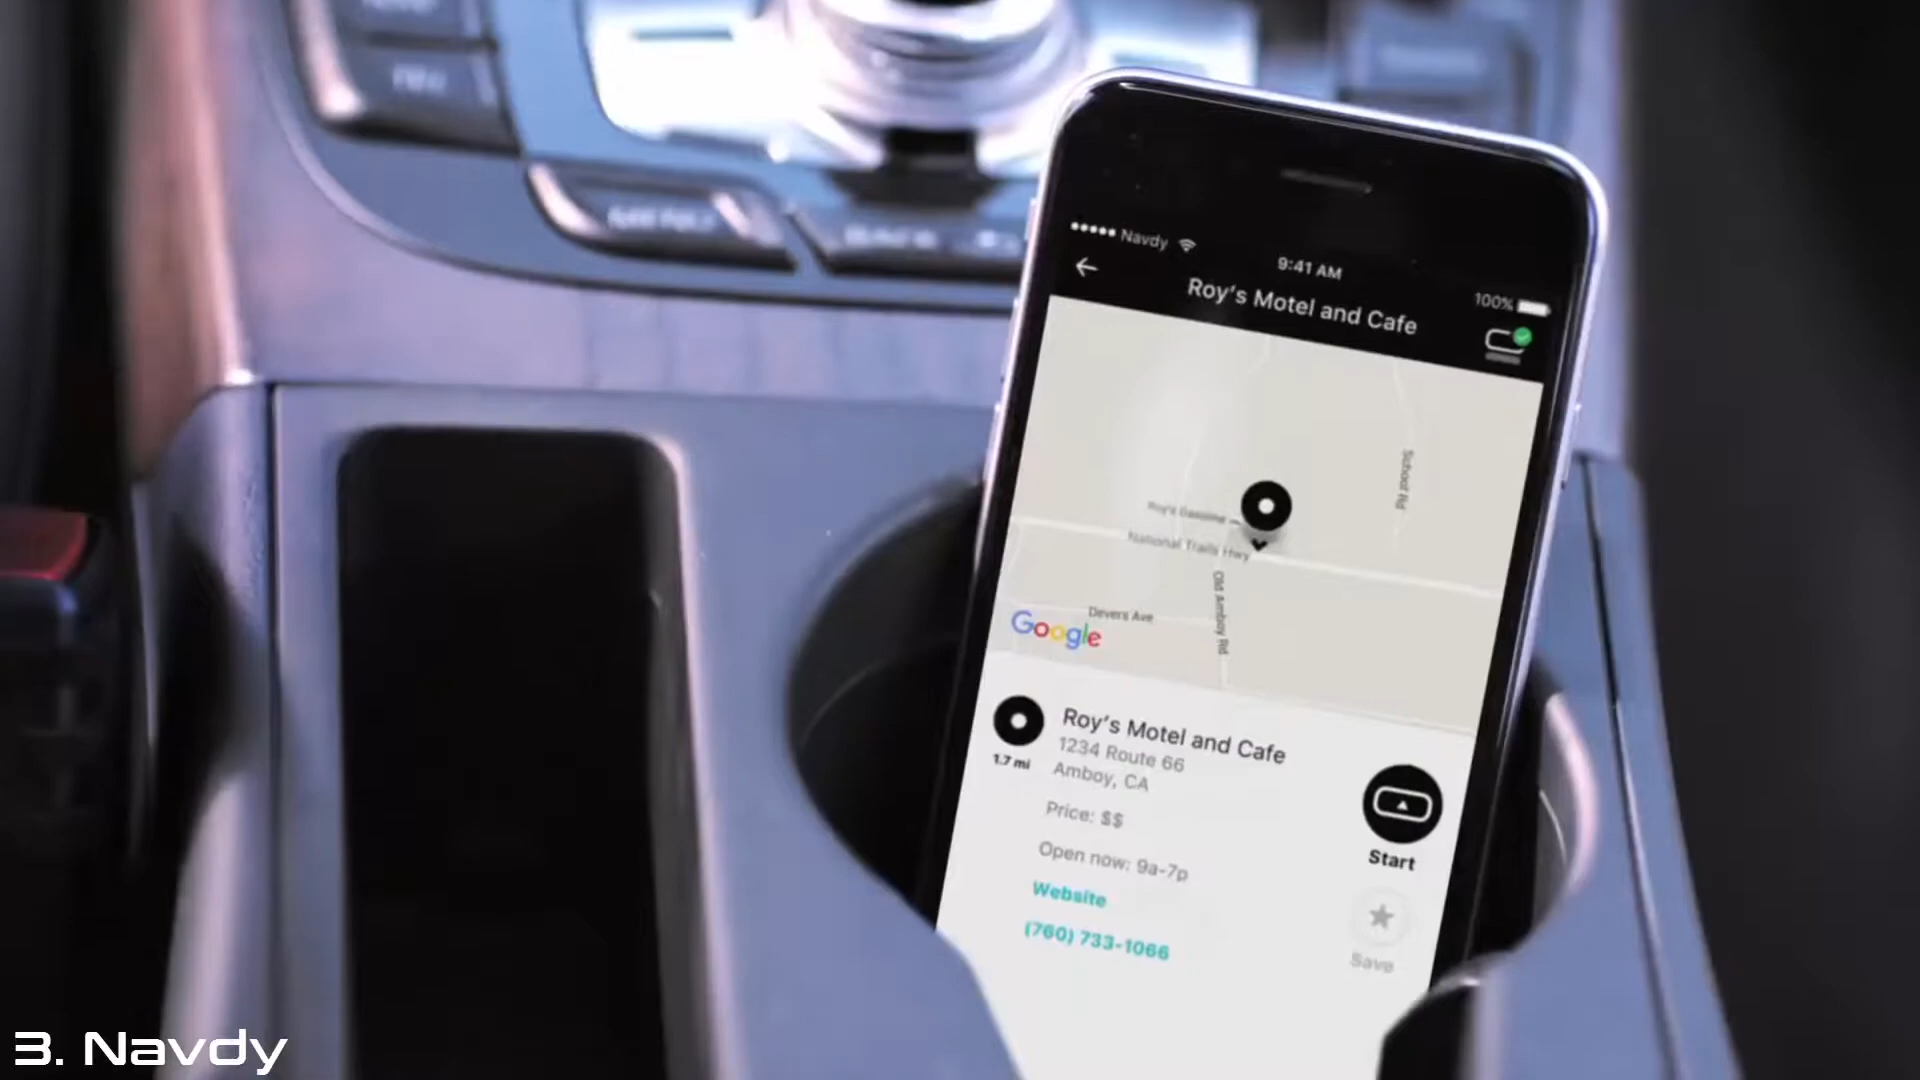 MENU
BACK
Navdy
9:41 AM
100%
Roy's Motel and Cafe
School Rd
Roy's Gasoline
National Trails Hwy
Old Amboy Rd
Devers Ave
Google
Roy's Motel and Cafe
1234 Route 66
1.7 mi
Amboy, CA
Price: $$
Open now: 9a-7p
Start
Website
(760) 733-1066
Save
3. Navdy